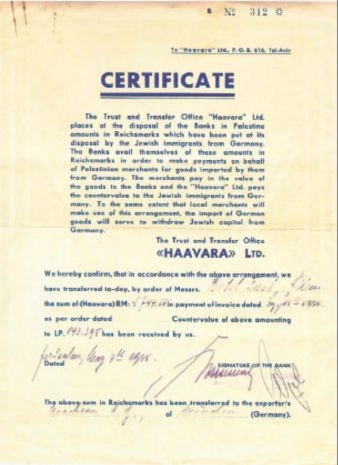 № 312
To "Haavara" Ltd., P.O.B. 616, Tel-Aviv
CERTIFICATE
The Trust and Transfer Office "Haavara" Ltd.
places at the disposal of the Banks in Palestine
amounts in Reichsmarks which have been put at its
disposal by the Jewish immigrants from Germany.
The Banks avail themselves of these amounts in
Reichsmarks in order to make payments on behalf
of Palestinian merchants for goods imported by them
from Germany. The merchants pay in the value of
the goods to the Banks and the "Haavara" Ltd. pays
the countervalue to the Jewish immigrants from Ger-
many. To the same extent that local merchants will
make use of this arrangement, the import of German
goods will serve to withdraw Jewish capital from
Germany.
The Trust and Transfer Office
«HAAVARA» LTD.
We hereby confirm, that in accordance with the above arrangement, we
have transferred to-day, by order of Messrs.
the sum of (Haavara) RM: in payment of invoice dated
as per order dated Countervalue of above amounting
to LP. has been received by us.
Dated
SIGNATURE OF THE BANK
The above sum in Reichsmarks has been transferred to the exporter's
of (Germany).